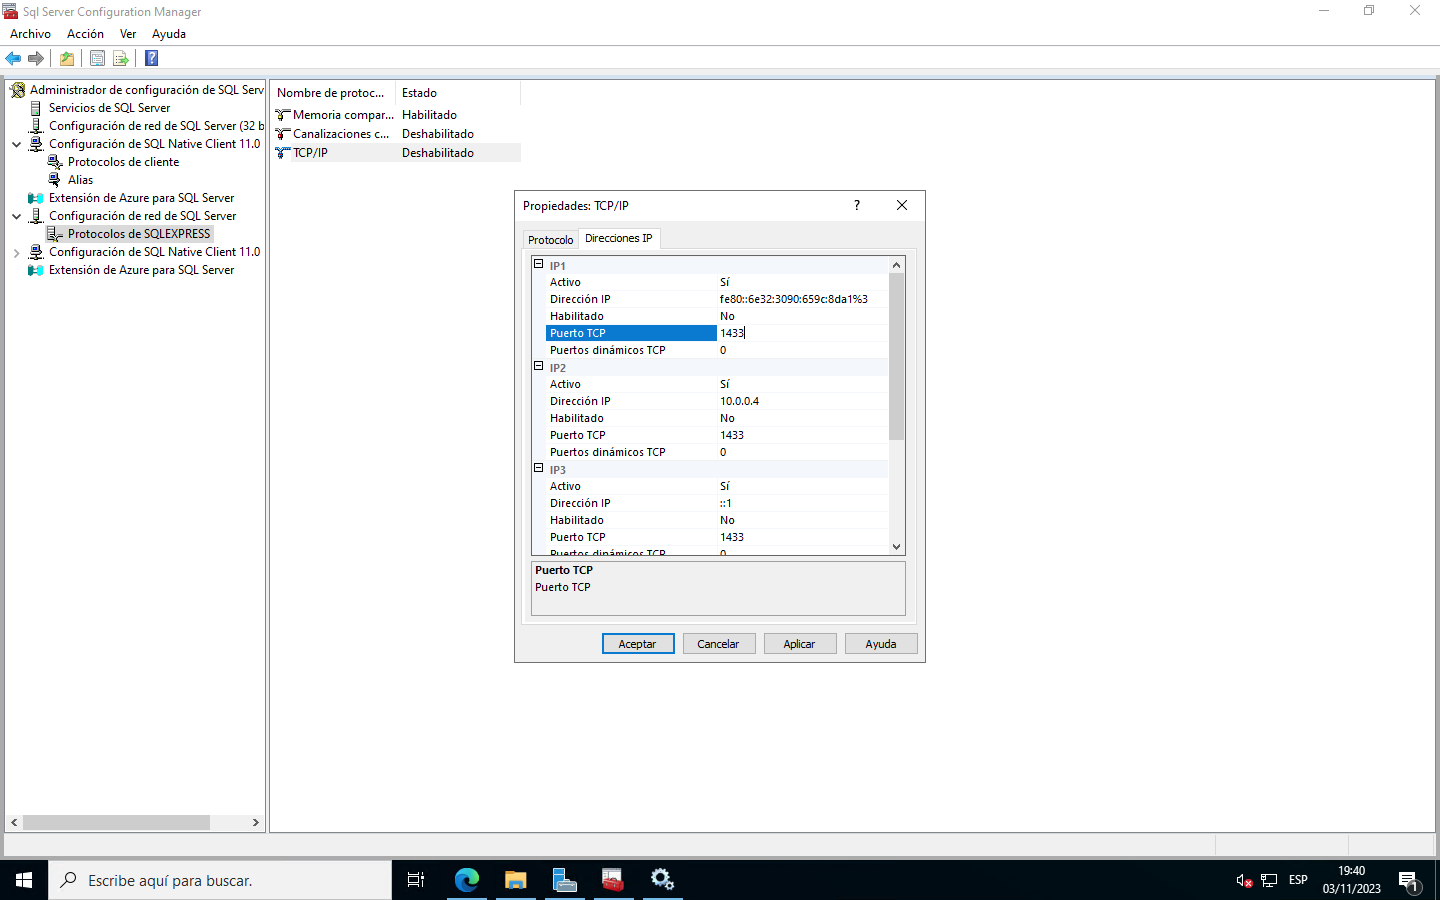 Sql Server Configuration Manager
Archivo Acción Ver Ayuda
Administrador de configuración de SQL Serv
Servicios de SQL Server
Configuración de red de SQL Server (32 b
Configuración de SQL Native Client 11.0
Protocolos de cliente
Alias
Extensión de Azure para SQL Server
Configuración de red de SQL Server
Protocolos de SQLEXPRESS
Configuración de SQL Native Client 11.0
Extensión de Azure para SQL Server
Nombre de protoc... Estado
Memoria compar... Habilitado
Canalizaciones c... Deshabilitado
TCP/IP Deshabilitado
Propiedades: TCP/IP ?
Protocolo Direcciones IP
IP1
Activo Sí
Dirección IP fe80::6e32:3090:659c:8da1%3
Habilitado No
Puerto TCP 1433
Puertos dinámicos TCP 0
IP2
Activo Sí
Dirección IP 10.0.0.4
Habilitado No
Puerto TCP 1433
Puertos dinámicos TCP 0
IP3
Activo Sí
Dirección IP ::1
Habilitado No
Puerto TCP 1433
Puertos dinámicos TCP 0
Puerto TCP
Puerto TCP
Aceptar Cancelar Aplicar Ayuda
Escribe aquí para buscar.
ESP
19:40
03/11/2023
1